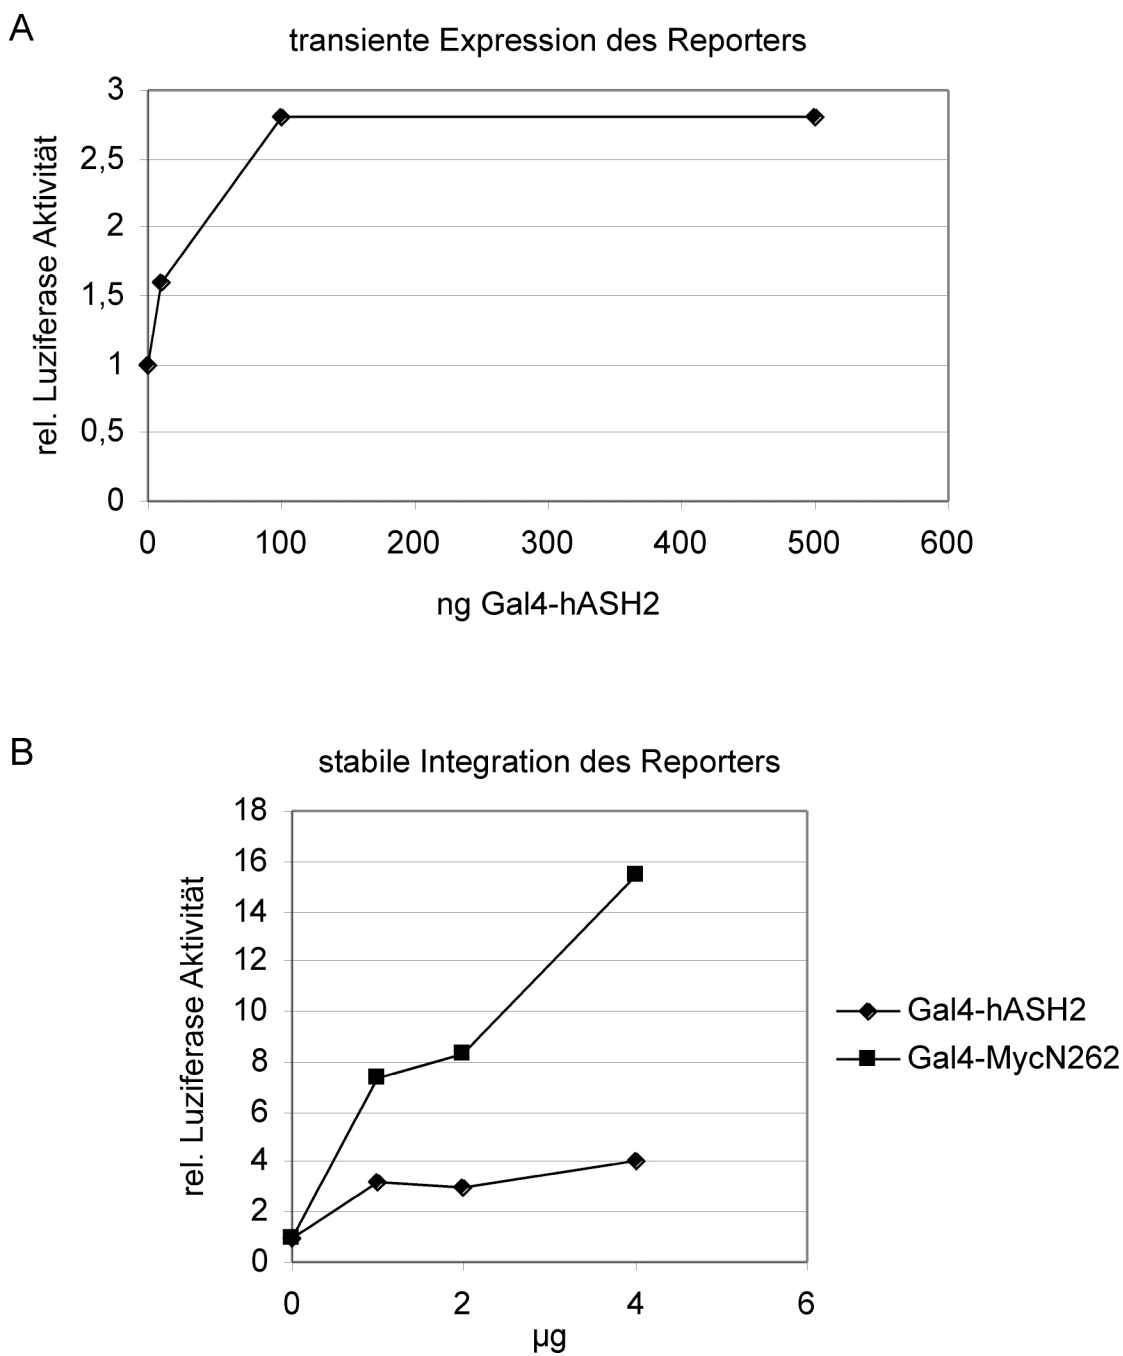 A
transiente Expression des Reporters
rel. Luziferase Aktivität
3
2,5
2
1,5
1
0,5
0
0 100 200 300 400 500 600
ng Gal4-hASH2
B
stabile Integration des Reporters
rel. Luziferase Aktivität
18
16
14
12
10
8
6
4
2
0
0 2 4 6
µg
Gal4-hASH2
Gal4-MycN262